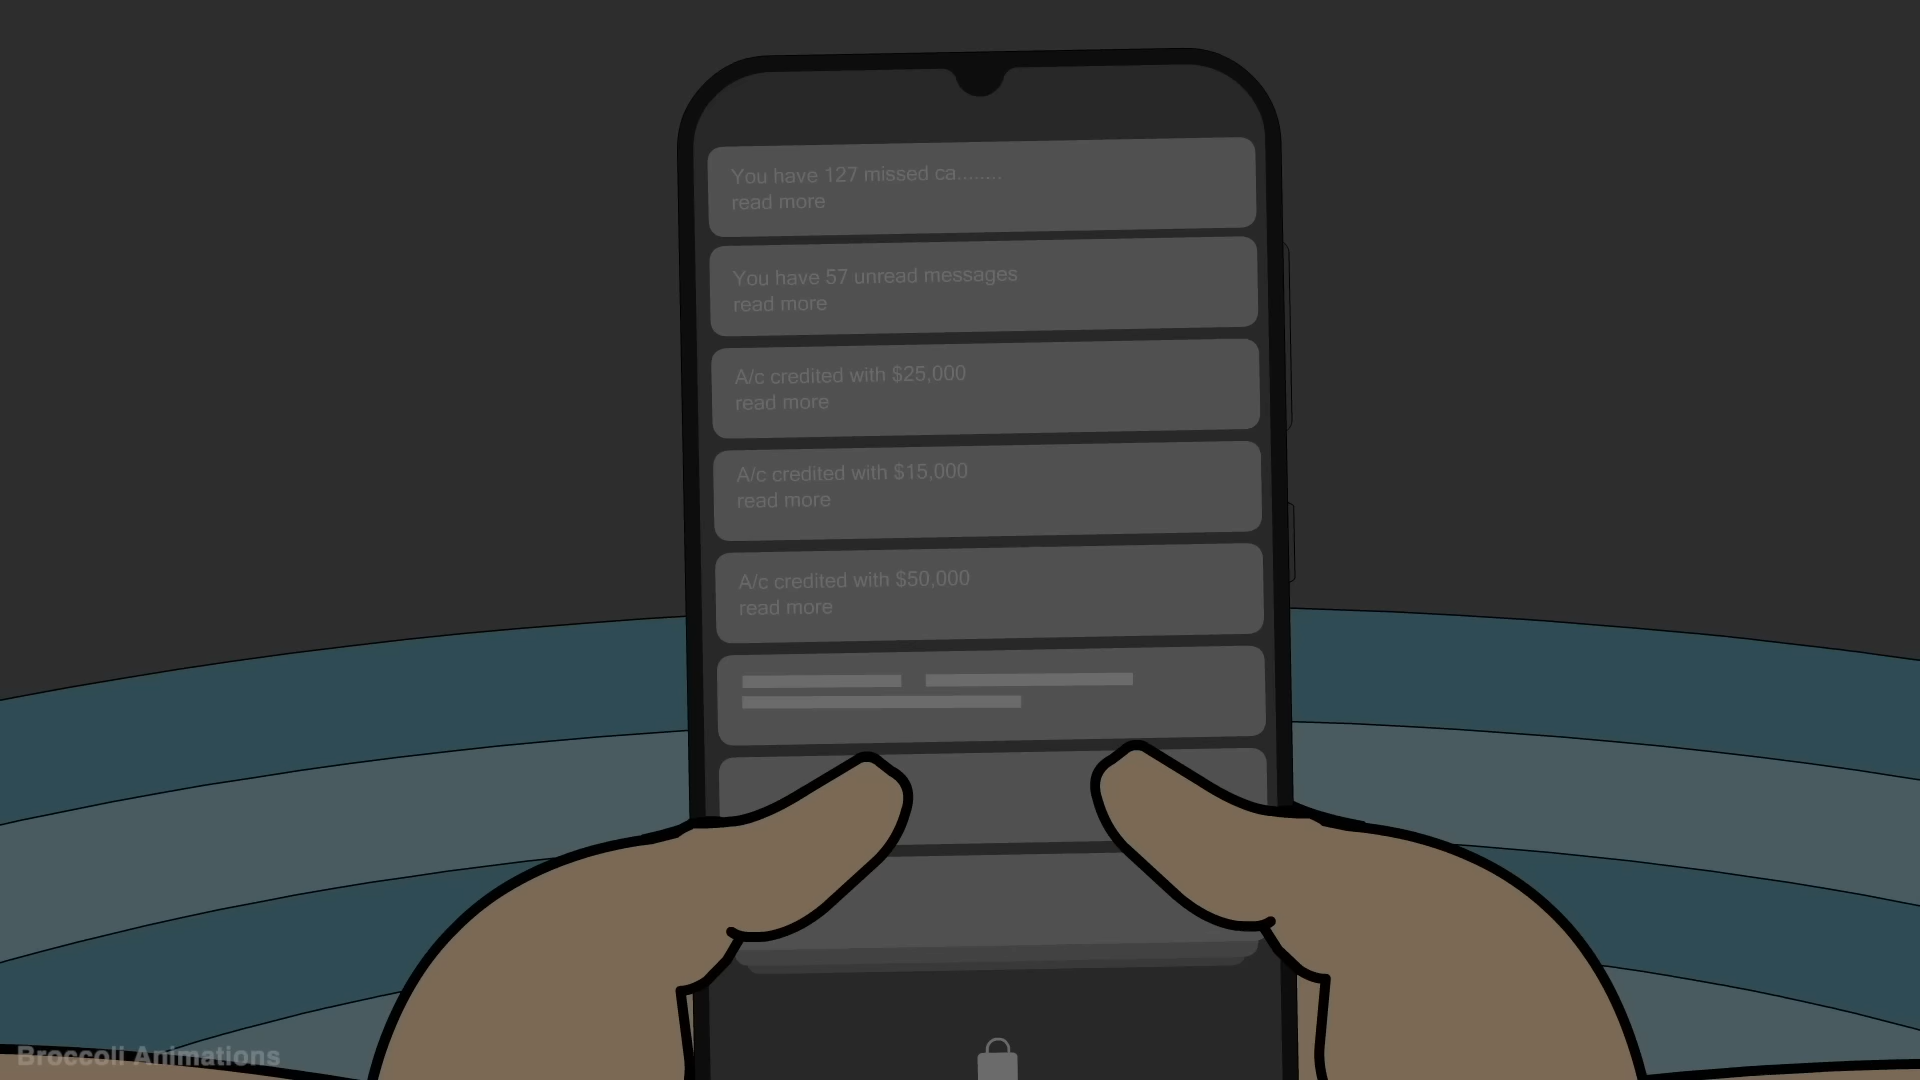 You have 127 missed ca........
read more
You have 57 unread messages
read more
A/c credited with $25,000
read more
A/c credited with $15,000
read more
A/c credited with $50,000
read more
Broccoli Animations